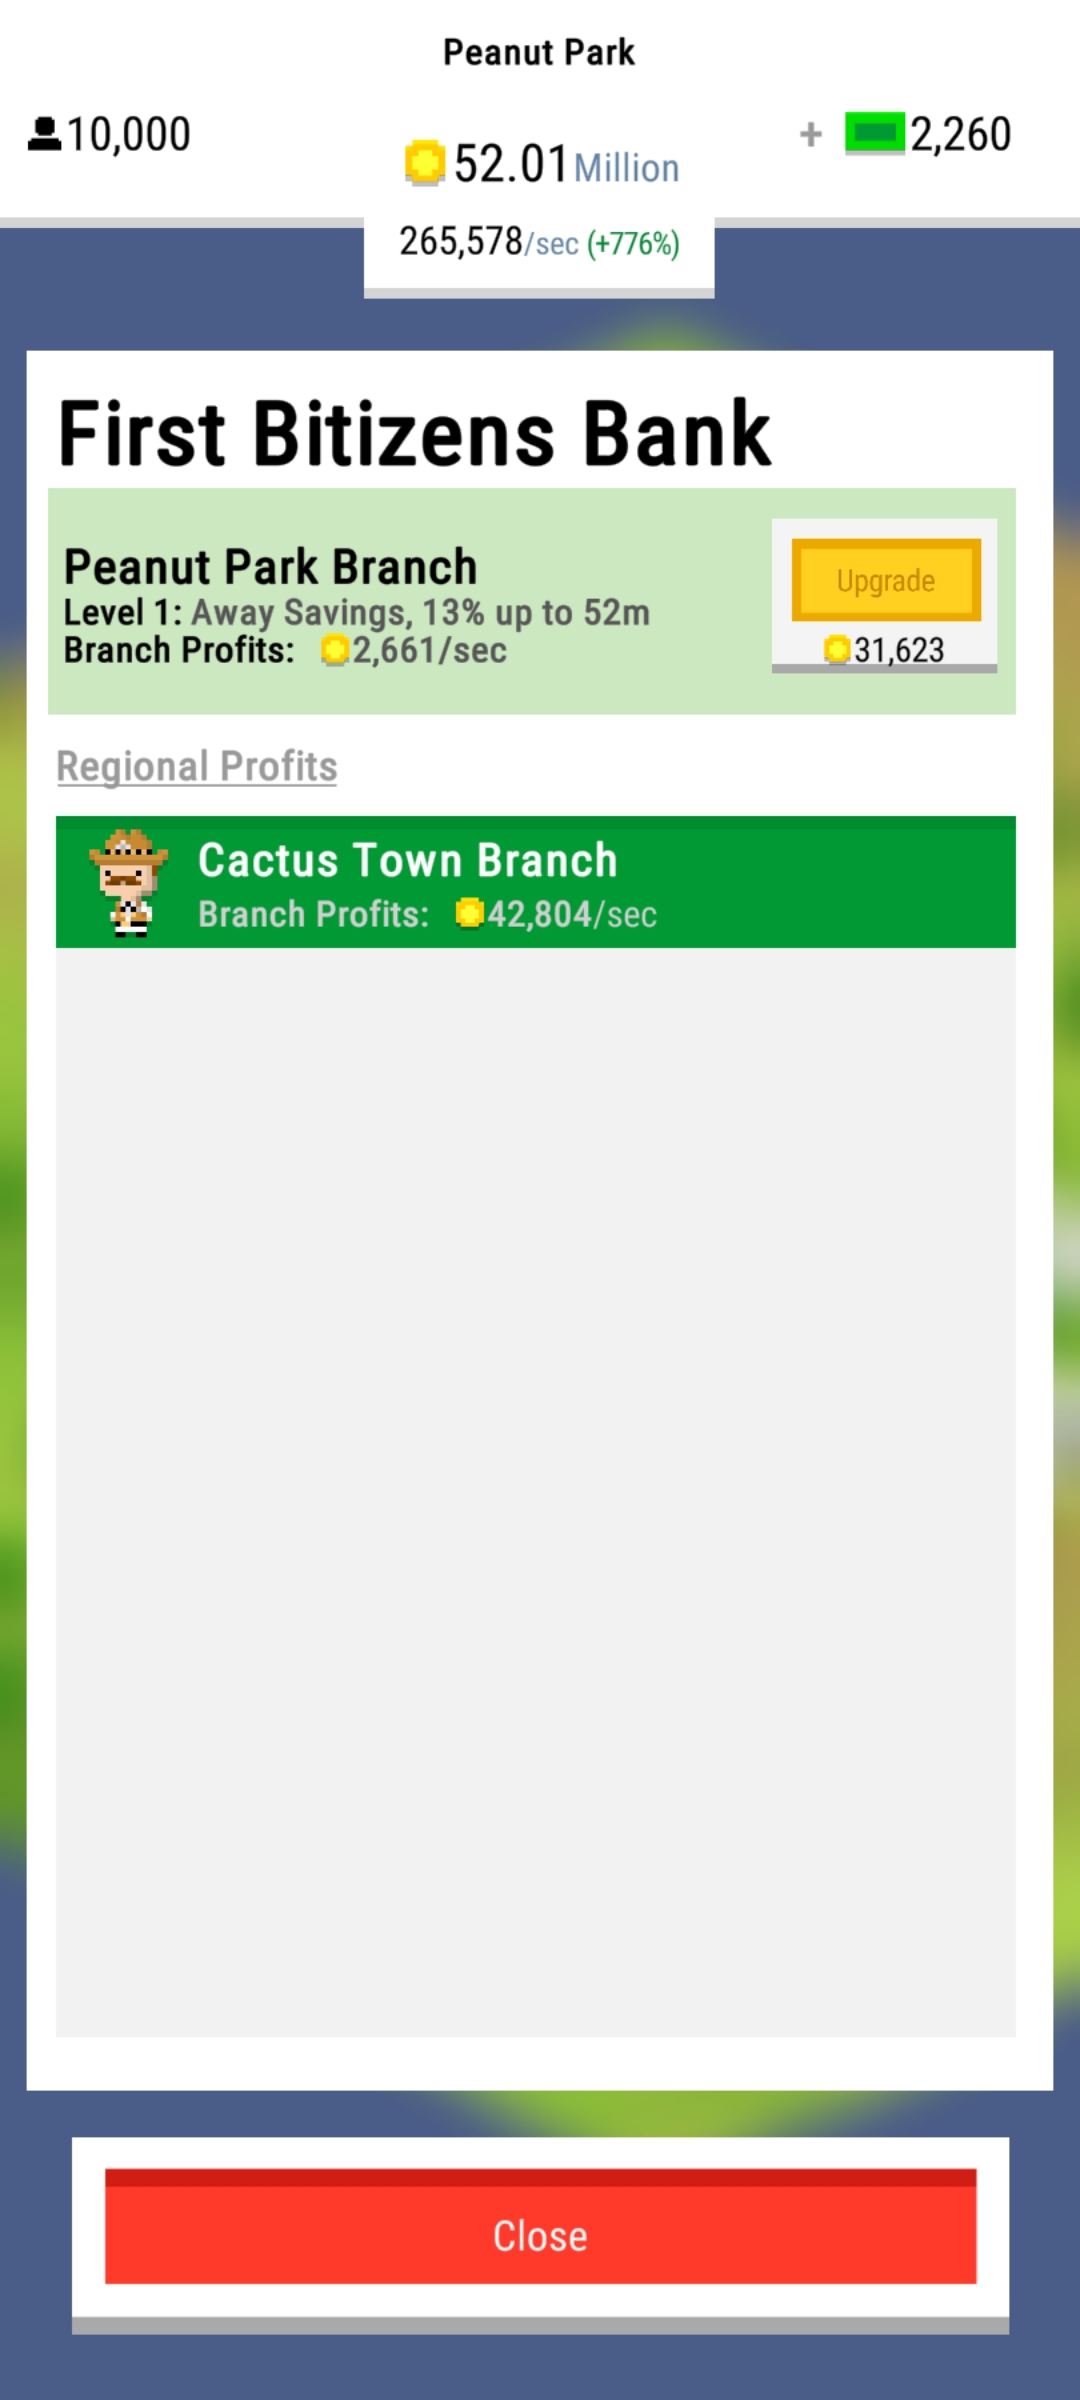 Peanut Park
10,000
52.01 Million
+ 2,260
265,578/sec (+776%)
First Bitizens Bank
Peanut Park Branch
Level 1: Away Savings, 13% up to 52m
Branch Profits: 2,661/sec
Upgrade
31,623
Regional Profits
Cactus Town Branch
Branch Profits: 42,804/sec
Close